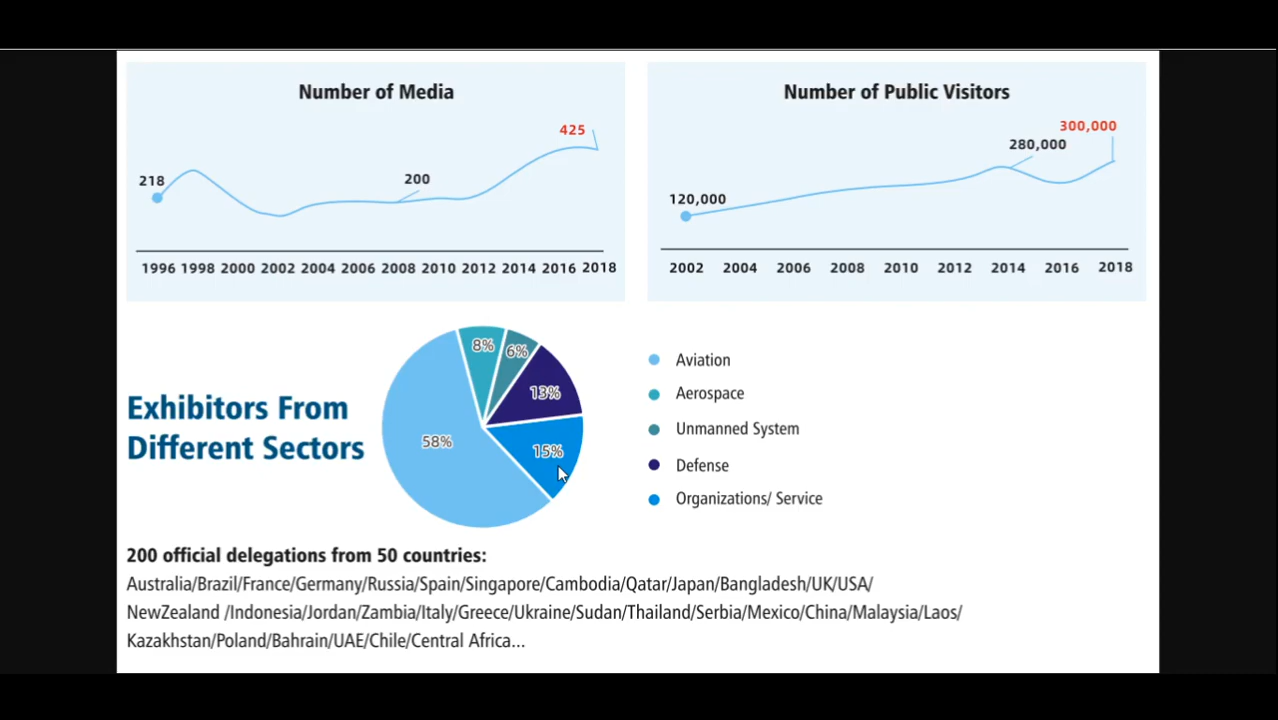 Number of Media
425
218
200
1996 1998 2000 2002 2004 2006 2008 2010 2012 2014 2016 2018
Number of Public Visitors
300,000
280,000
120,000
2002 2004 2006 2008 2010 2012 2014 2016 2018
Exhibitors From
Different Sectors
8%
6%
13%
58%
15%
Aviation
Aerospace
Unmanned System
Defense
Organizations/ Service
200 official delegations from 50 countries:
Australia/Brazil/France/Germany/Russia/Spain/Singapore/Cambodia/Qatar/Japan/Bangladesh/UK/USA/
NewZealand /Indonesia/Jordan/Zambia/Italy/Greece/Ukraine/Sudan/Thailand/Serbia/Mexico/China/Malaysia/Laos/
Kazakhstan/Poland/Bahrain/UAE/Chile/Central Africa...